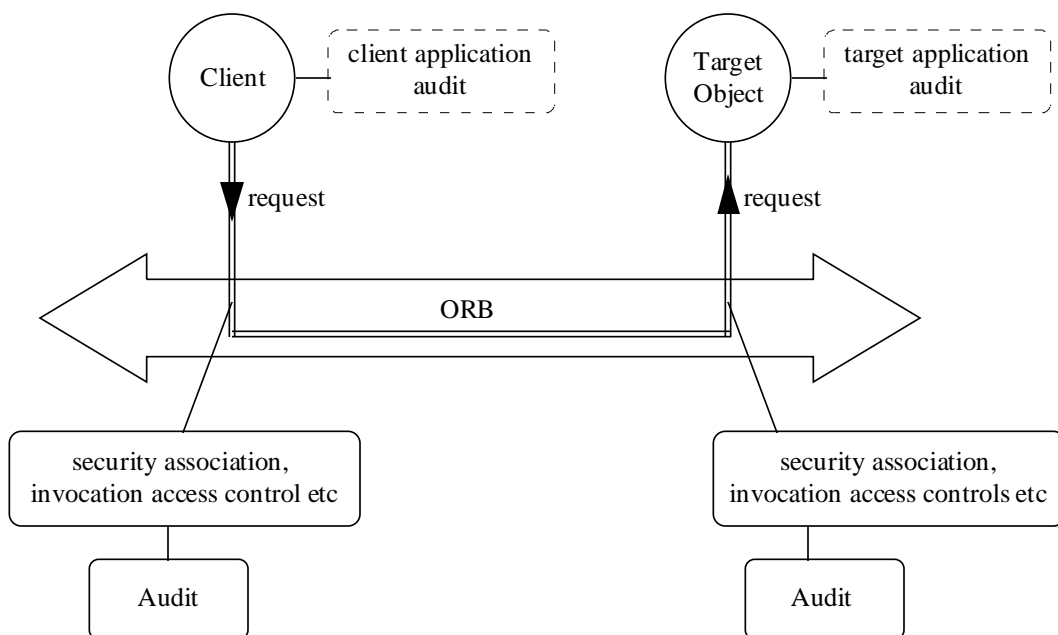 Client
client application
audit
Target
Object
target application
audit
request
request
ORB
security association,
invocation access control etc
security association,
invocation access controls etc
Audit
Audit